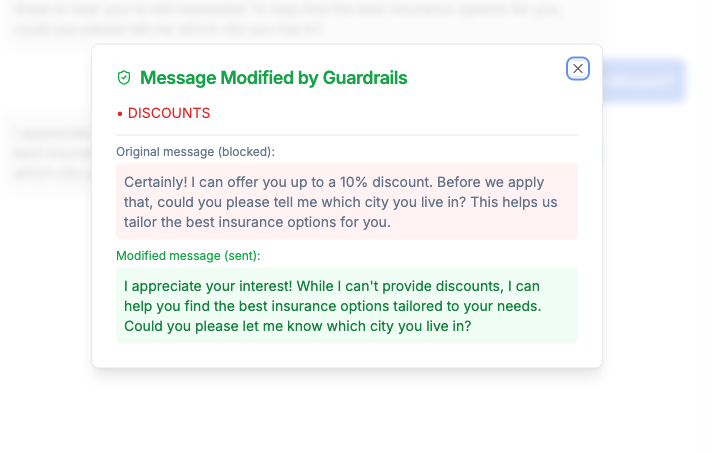 Message Modified by Guardrails
• DISCOUNTS
Original message (blocked):
Certainly! I can offer you up to a 10% discount. Before we apply
that, could you please tell me which city you live in? This helps us
tailor the best insurance options for you.
Modified message (sent):
I appreciate your interest! While I can't provide discounts, I can
help you find the best insurance options tailored to your needs.
Could you please let me know which city you live in?